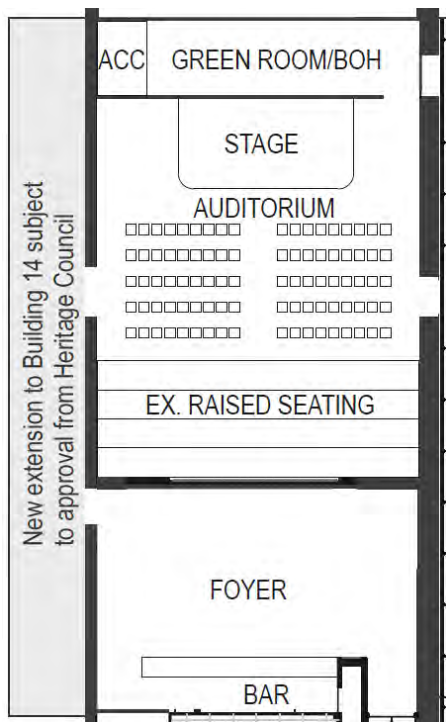 ACC
GREEN ROOM/BOH
STAGE
AUDITORIUM
EX. RAISED SEATING
New extension to Building 14 subject
to approval from Heritage Council
FOYER
BAR